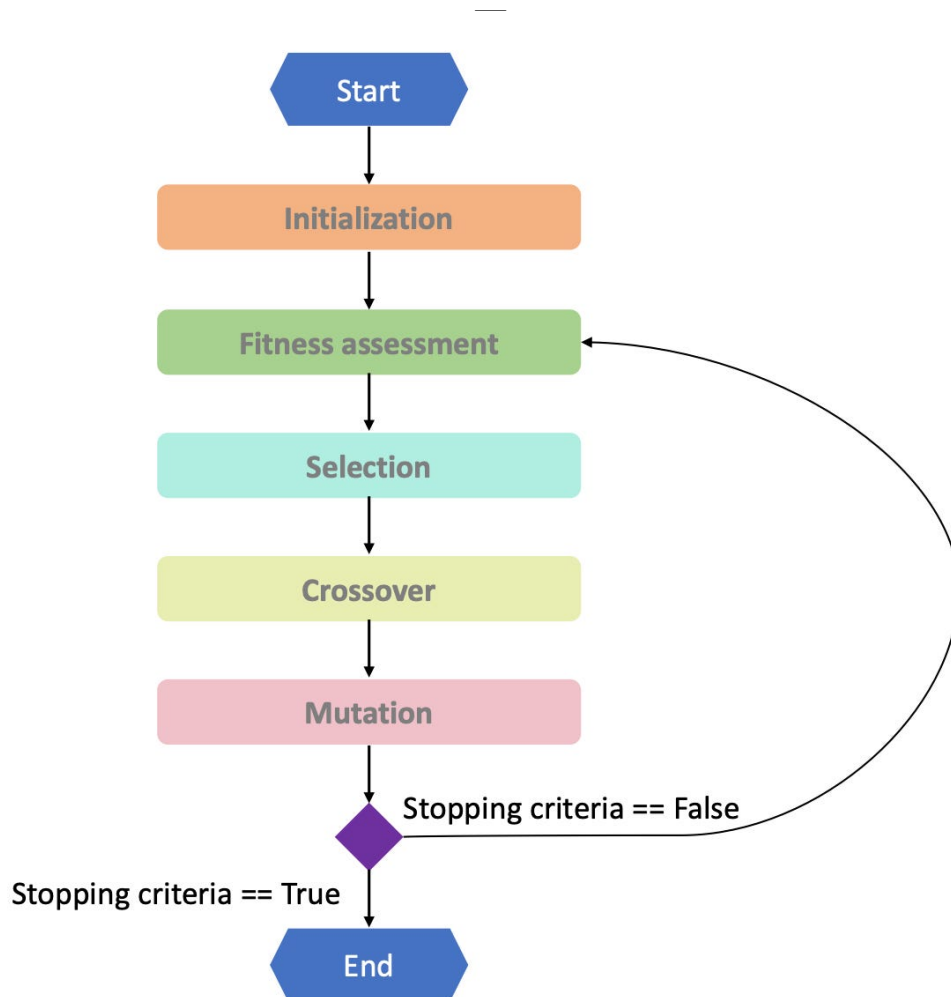 Start
Initialization
Fitness assessment
Selection
Crossover
Mutation
Stopping criteria == False
Stopping criteria == True
End